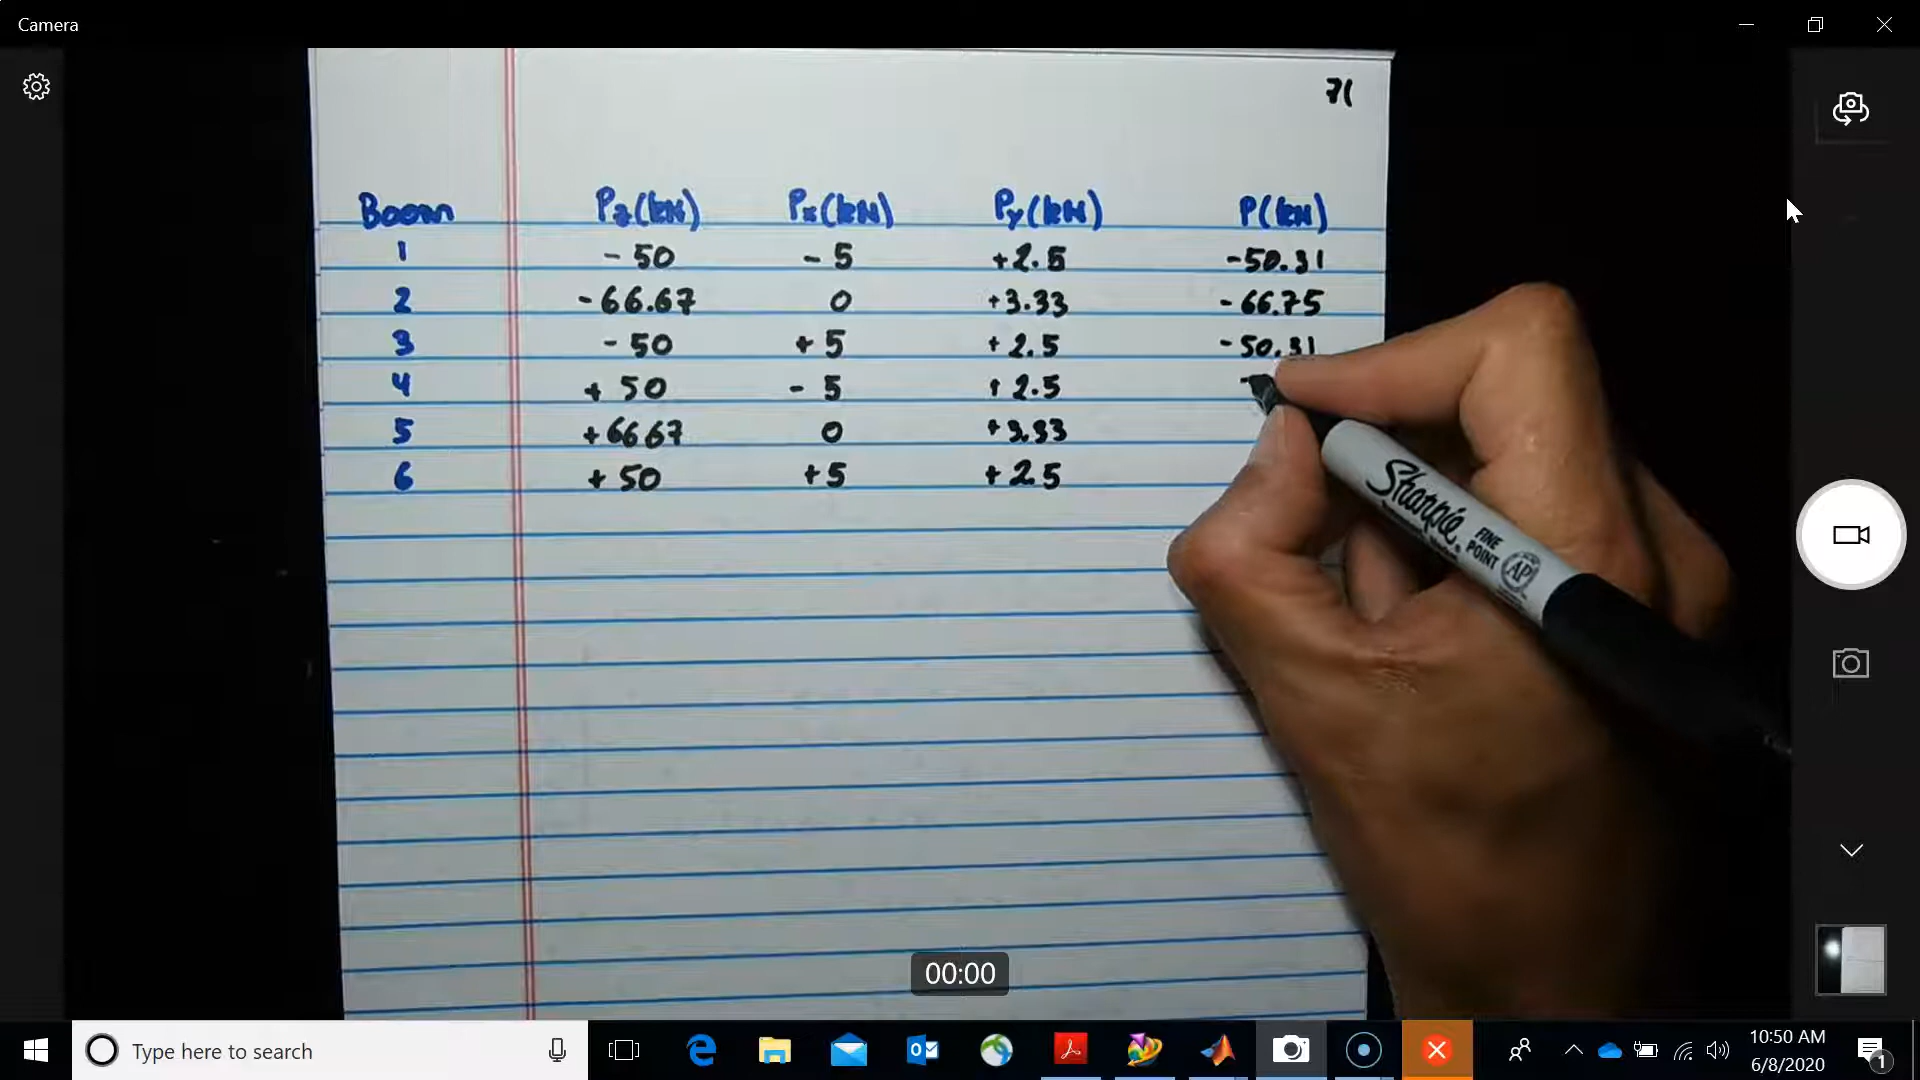 Camera
71
Boom Pz(kN) Px(kN) Py(kN) P(kN)
1 -50 -5 +2.5 -50.31
2 -66.67 0 +3.33 -66.75
3 -50 +5 +2.5 -50.31
4 +50 -5 +2.5
5 +6667 0 +3.33
6 +50 +5 +2.5
Sharpie
FINE
POINT
AP
00:00
Type here to search
10:50 AM
6/8/2020
1